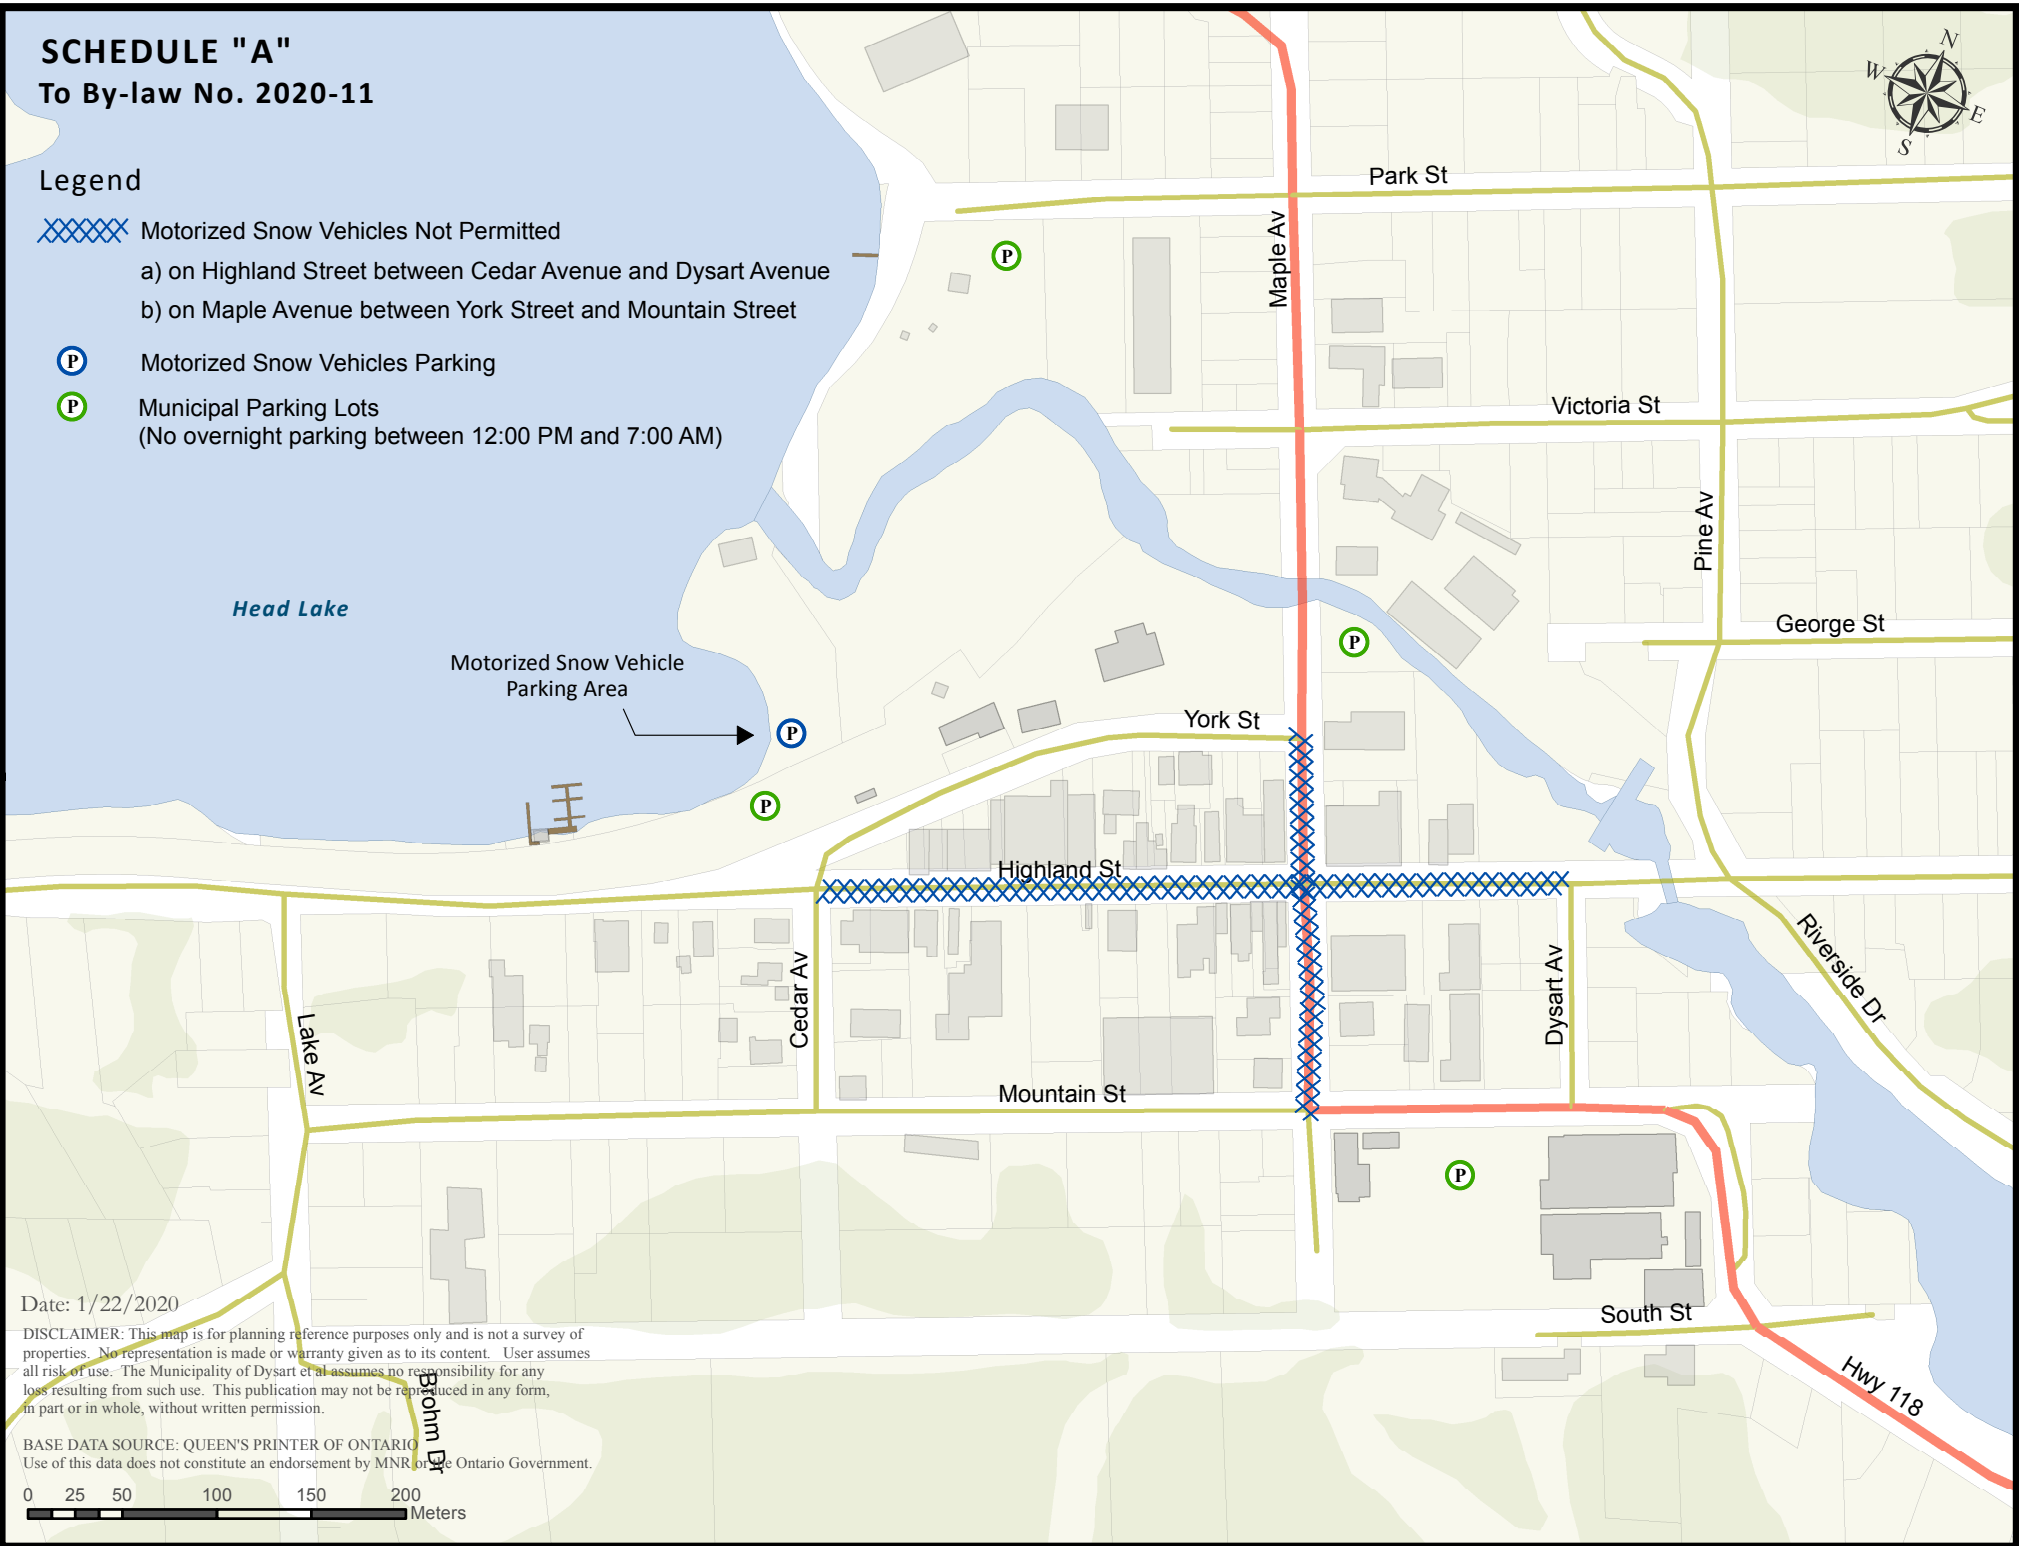 SCHEDULE "A"
To By-law No. 2020-11
Legend
Motorized Snow Vehicles Not Permitted
a) on Highland Street between Cedar Avenue and Dysart Avenue
b) on Maple Avenue between York Street and Mountain Street
P
Motorized Snow Vehicles Parking
P
Municipal Parking Lots
(No overnight parking between 12:00 PM and 7:00 AM)
N
W
E
S
Park St
Maple Av
P
Victoria St
Pine Av
George St
Head Lake
Motorized Snow Vehicle
Parking Area
P
P
P
York St
Highland St
Riverside Dr
Cedar Av
Dysart Av
Lake Av
Mountain St
P
South St
Hwy 118
Blohm Dr
Date: 1/22/2020
DISCLAIMER: This map is for planning reference purposes only and is not a survey of
properties. No representation is made or warranty given as to its content. User assumes
all risk of use. The Municipality of Dysart et al assumes no responsibility for any
loss resulting from such use. This publication may not be reproduced in any form,
in part or in whole, without written permission.
BASE DATA SOURCE: QUEEN'S PRINTER OF ONTARIO
Use of this data does not constitute an endorsement by MNR or the Ontario Government.
0 25 50 100 150 200
Meters